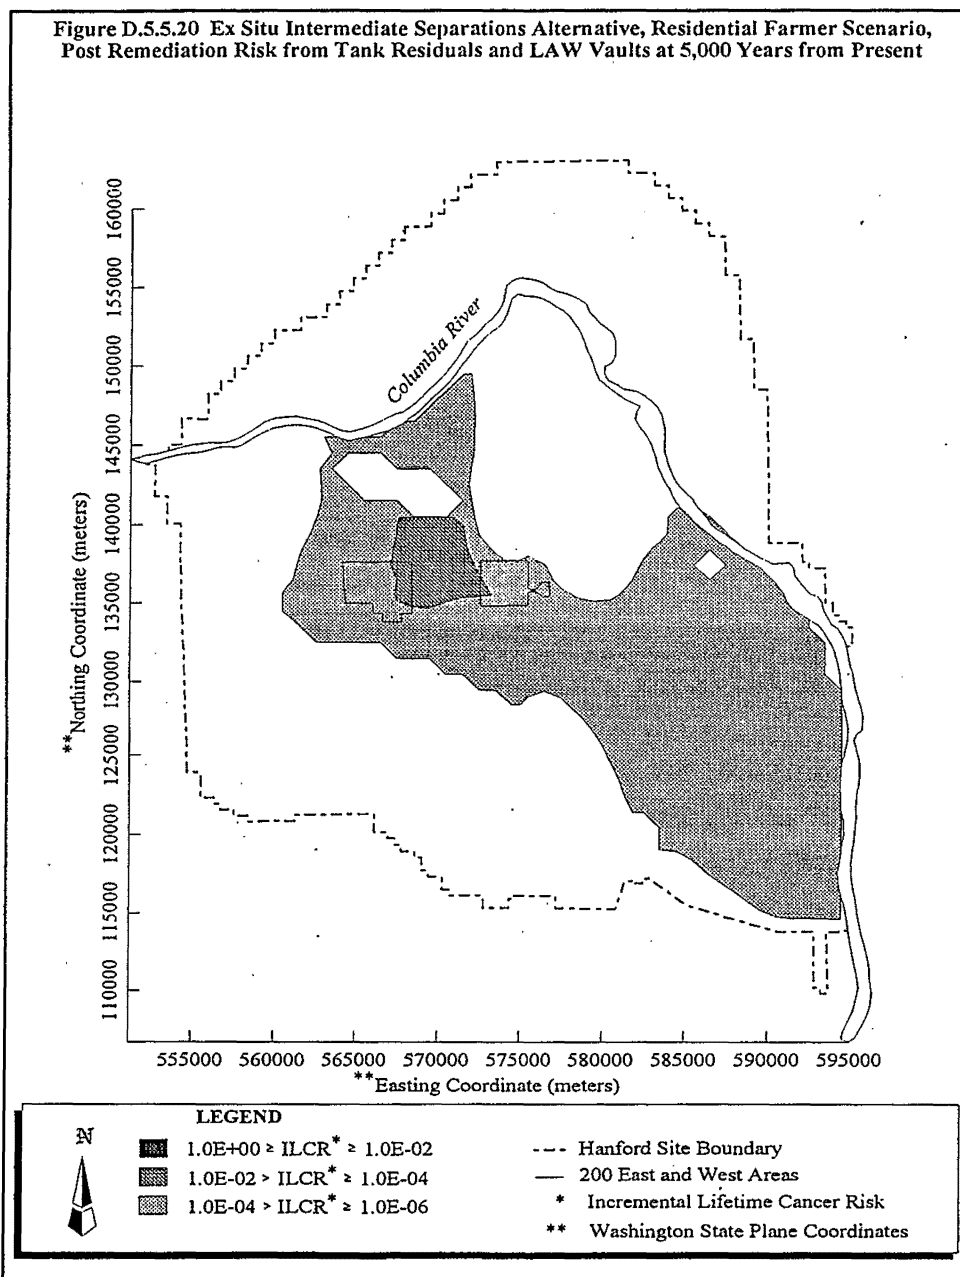 Figure D.5.5.20 Ex Situ Intermediate Separations Alternative, Residential Farmer Scenario,
Post Remediation Risk from Tank Residuals and LAW Vaults at 5,000 Years from Present
160000
155000
150000
145000
140000
135000
130000
125000
120000
115000
110000
**Northing Coordinate (meters)
Columbia River
555000 560000 565000 570000 575000 580000 585000 590000 595000
**Easting Coordinate (meters)
LEGEND
N
1.0E+00 ≥ ILCR* ≥ 1.0E-02
1.0E-02 > ILCR* ≥ 1.0E-04
1.0E-04 > ILCR* ≥ 1.0E-06
Hanford Site Boundary
200 East and West Areas
* Incremental Lifetime Cancer Risk
** Washington State Plane Coordinates